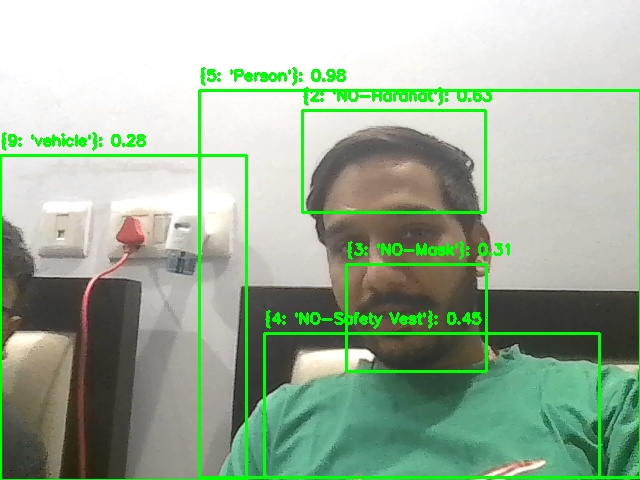 {5: 'Person'}: 0.98
{2: 'NO-Hardhat'}: 0.63
{9: 'vehicle'}: 0.28
{3: 'NO-Mask'}: 0.31
{4: 'NO-Safety Vest'}: 0.45